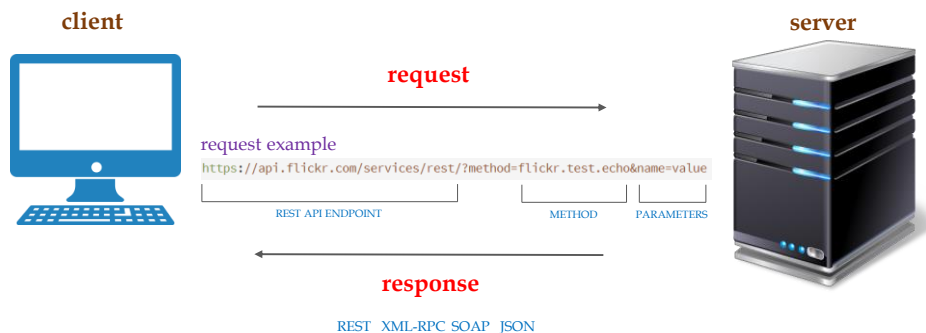 client
server
request
request example
https://api.flickr.com/services/rest/?method=flickr.test.echo&name=value
REST API ENDPOINT METHOD PARAMETERS
response
REST XML-RPC SOAP JSON